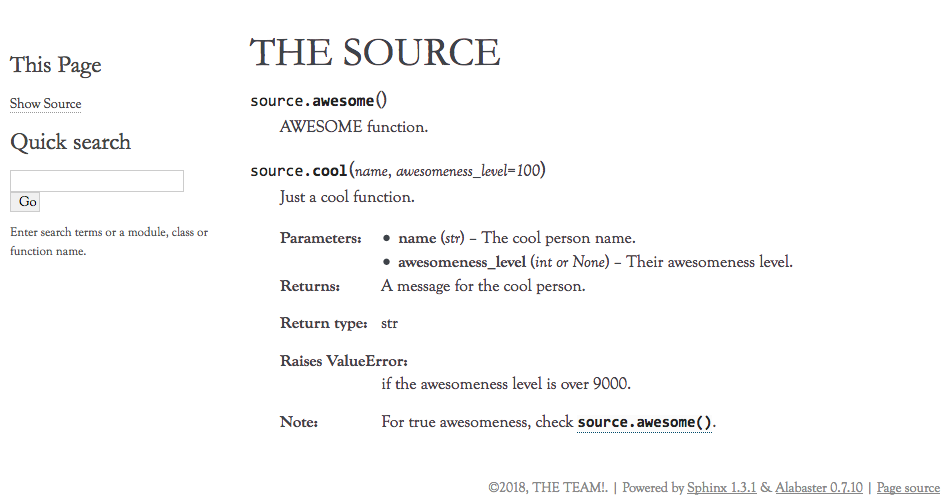 This Page
Show Source
Quick search
Go
Enter search terms or a module, class or
function name.
THE SOURCE
source.awesome()
AWESOME function.
source.cool(name, awesomeness_level=100)
Just a cool function.
Parameters: • name (str) – The cool person name.
• awesomeness_level (int or None) – Their awesomeness level.
Returns: A message for the cool person.
Return type: str
Raises ValueError:
if the awesomeness level is over 9000.
Note: For true awesomeness, check source.awesome().
©2018, THE TEAM!. | Powered by Sphinx 1.3.1 & Alabaster 0.7.10 | Page source